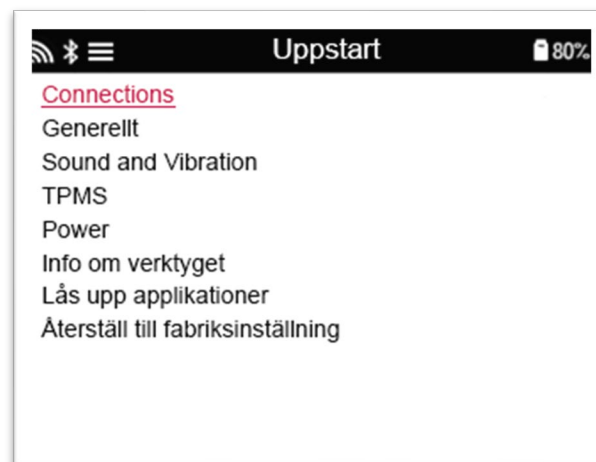 Uppstart 80%
Connections
Generellt
Sound and Vibration
TPMS
Power
Info om verktyget
Lås upp applikationer
Återställ till fabriksinställning